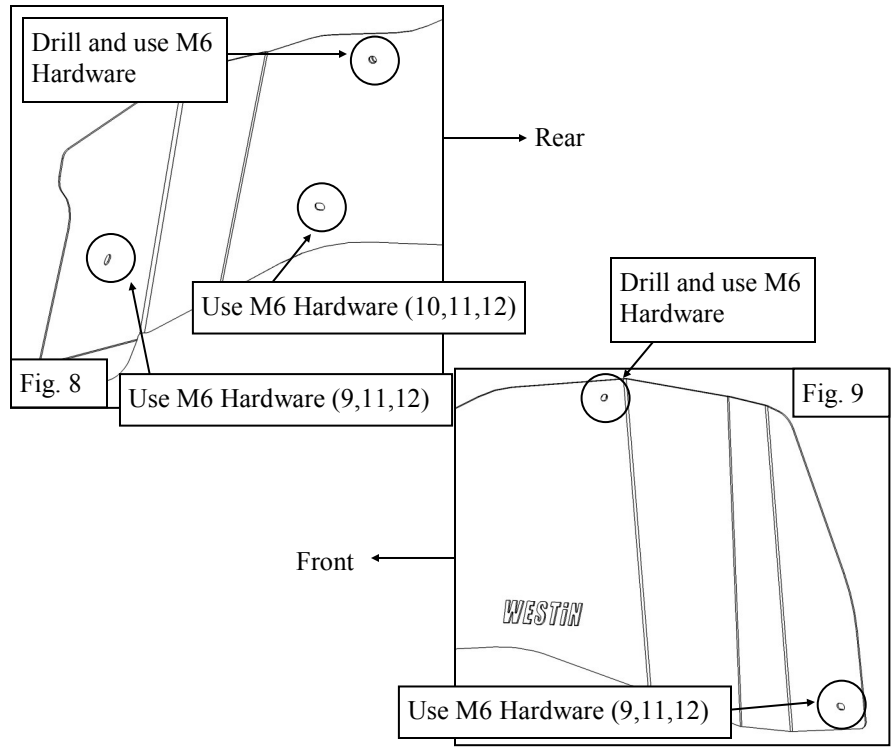 Drill and use M6
Hardware
Rear
Use M6 Hardware (10,11,12)
Fig. 8
Use M6 Hardware (9,11,12)
Drill and use M6
Hardware
Fig. 9
Front
WESTiN
Use M6 Hardware (9,11,12)